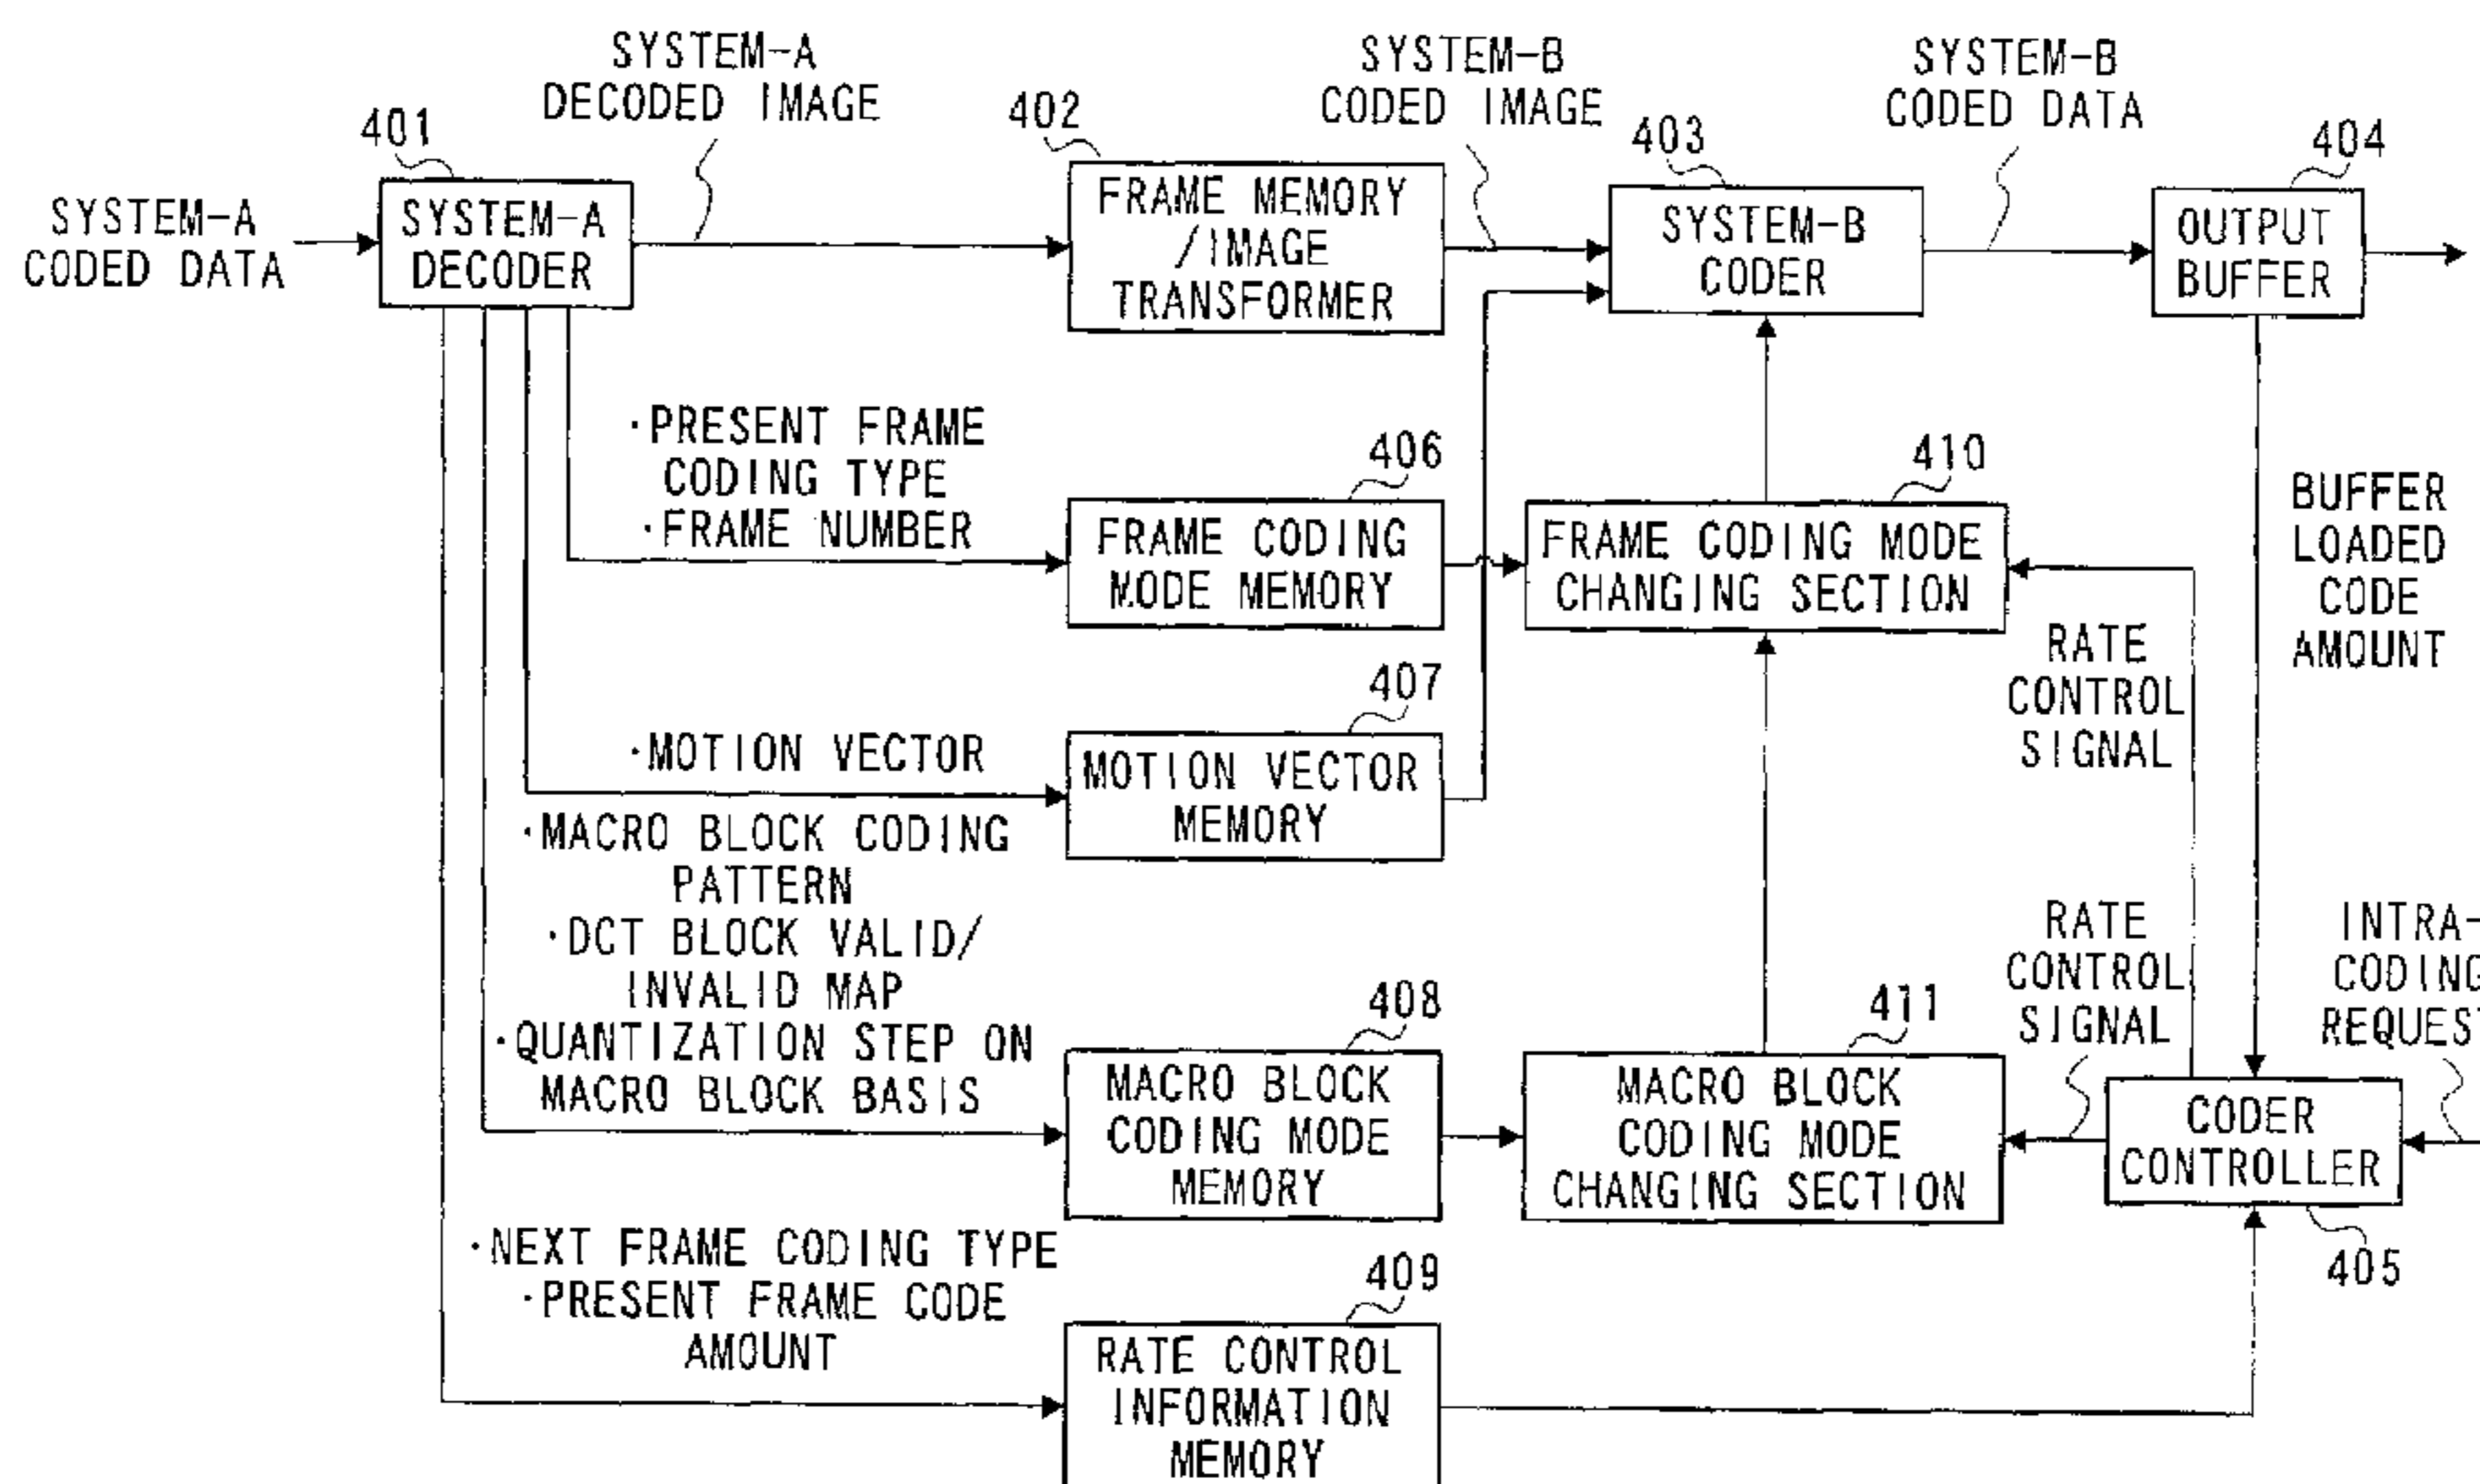 SYSTEM-A
DECODED IMAGE
SYSTEM-B
CODED IMAGE
SYSTEM-B
CODED DATA
401
402
403
404
SYSTEM-A
CODED DATA
SYSTEM-A
DECODER
FRAME MEMORY
/IMAGE
TRANSFORMER
SYSTEM-B
CODER
OUTPUT
BUFFER
·PRESENT FRAME
CODING TYPE
·FRAME NUMBER
406
FRAME CODING
MODE MEMORY
410
FRAME CODING MODE
CHANGING SECTION
BUFFER
LOADED
CODE
AMOUNT
RATE
CONTROL
SIGNAL
407
·MOTION VECTOR
MOTION VECTOR
MEMORY
·MACRO BLOCK CODING
PATTERN
·DCT BLOCK VALID/
INVALID MAP
·QUANTIZATION STEP ON
MACRO BLOCK BASIS
408
MACRO BLOCK
CODING MODE
MEMORY
411
MACRO BLOCK
CODING MODE
CHANGING SECTION
RATE
CONTROL
SIGNAL
INTRA-
CODING
REQUEST
CODER
CONTROLLER
405
·NEXT FRAME CODING TYPE
·PRESENT FRAME CODE
AMOUNT
409
RATE CONTROL
INFORMATION
MEMORY